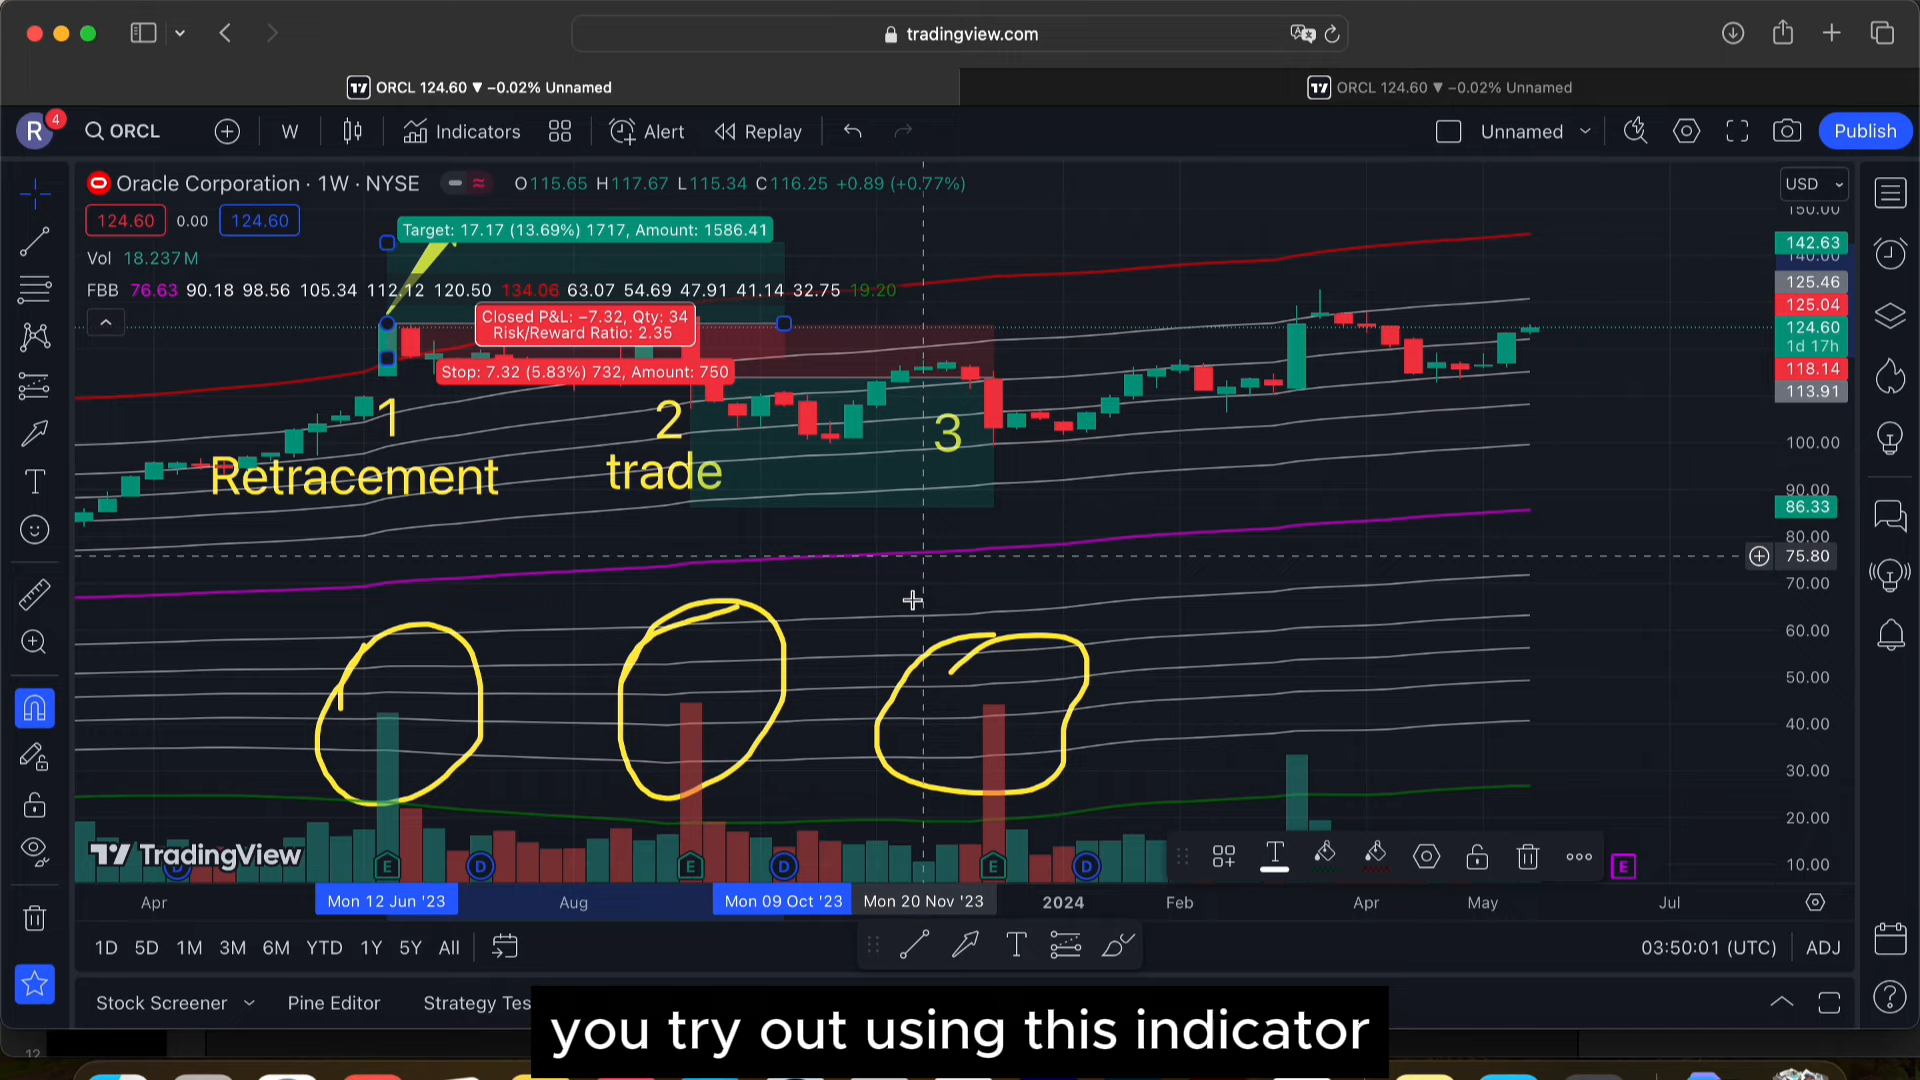 tradingview.com
ORCL 124.60 ▼ −0.02% Unnamed
ORCL 124.60 ▼ −0.02% Unnamed
R 4
ORCL
W
Indicators
Alert
Replay
Unnamed
Publish
Oracle Corporation · 1W · NYSE
O115.65 H117.67 L115.34 C116.25 +0.89 (+0.77%)
USD
124.60 0.00 124.60
Target: 17.17 (13.69%) 1717, Amount: 1586.41
Vol 18.237M
FBB 76.63 90.18 98.56 105.34 112.12 120.50 134.06 63.07 54.69 47.91 41.14 32.75 19.20
Closed P&L: −7.32, Qty: 34
Risk/Reward Ratio: 2.35
Stop: 7.32 (5.83%) 732, Amount: 750
1
2
3
Retracement
trade
150.00
142.63
140.00
125.46
125.04
124.60
1d 17h
118.14
113.91
100.00
90.00
86.33
80.00
75.80
70.00
60.00
50.00
40.00
30.00
20.00
10.00
TradingView
D E D E D E D E
Apr
Mon 12 Jun '23
Aug
Mon 09 Oct '23
Mon 20 Nov '23
2024
Feb
Apr
May
Jul
1D 5D 1M 3M 6M YTD 1Y 5Y All
03:50:01 (UTC)
ADJ
Stock Screener
Pine Editor
Strategy Tes
you try out using this indicator
12